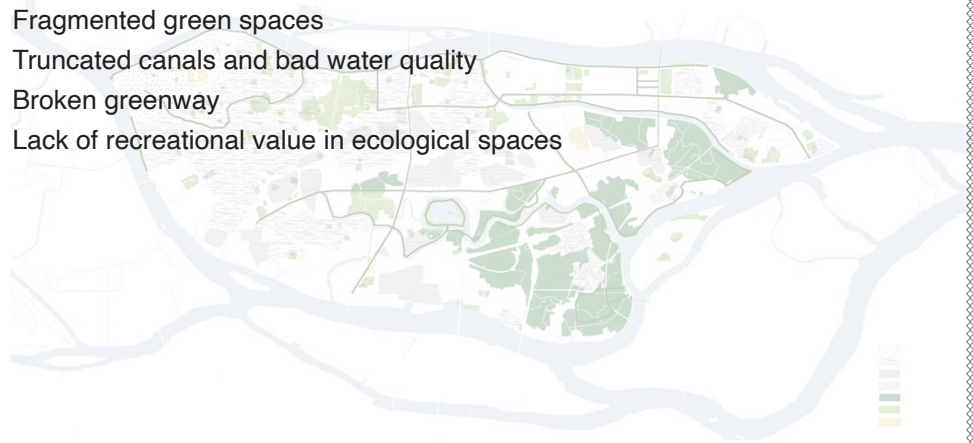 Fragmented green spaces
Truncated canals and bad water quality
Broken greenway
Lack of recreational value in ecological spaces